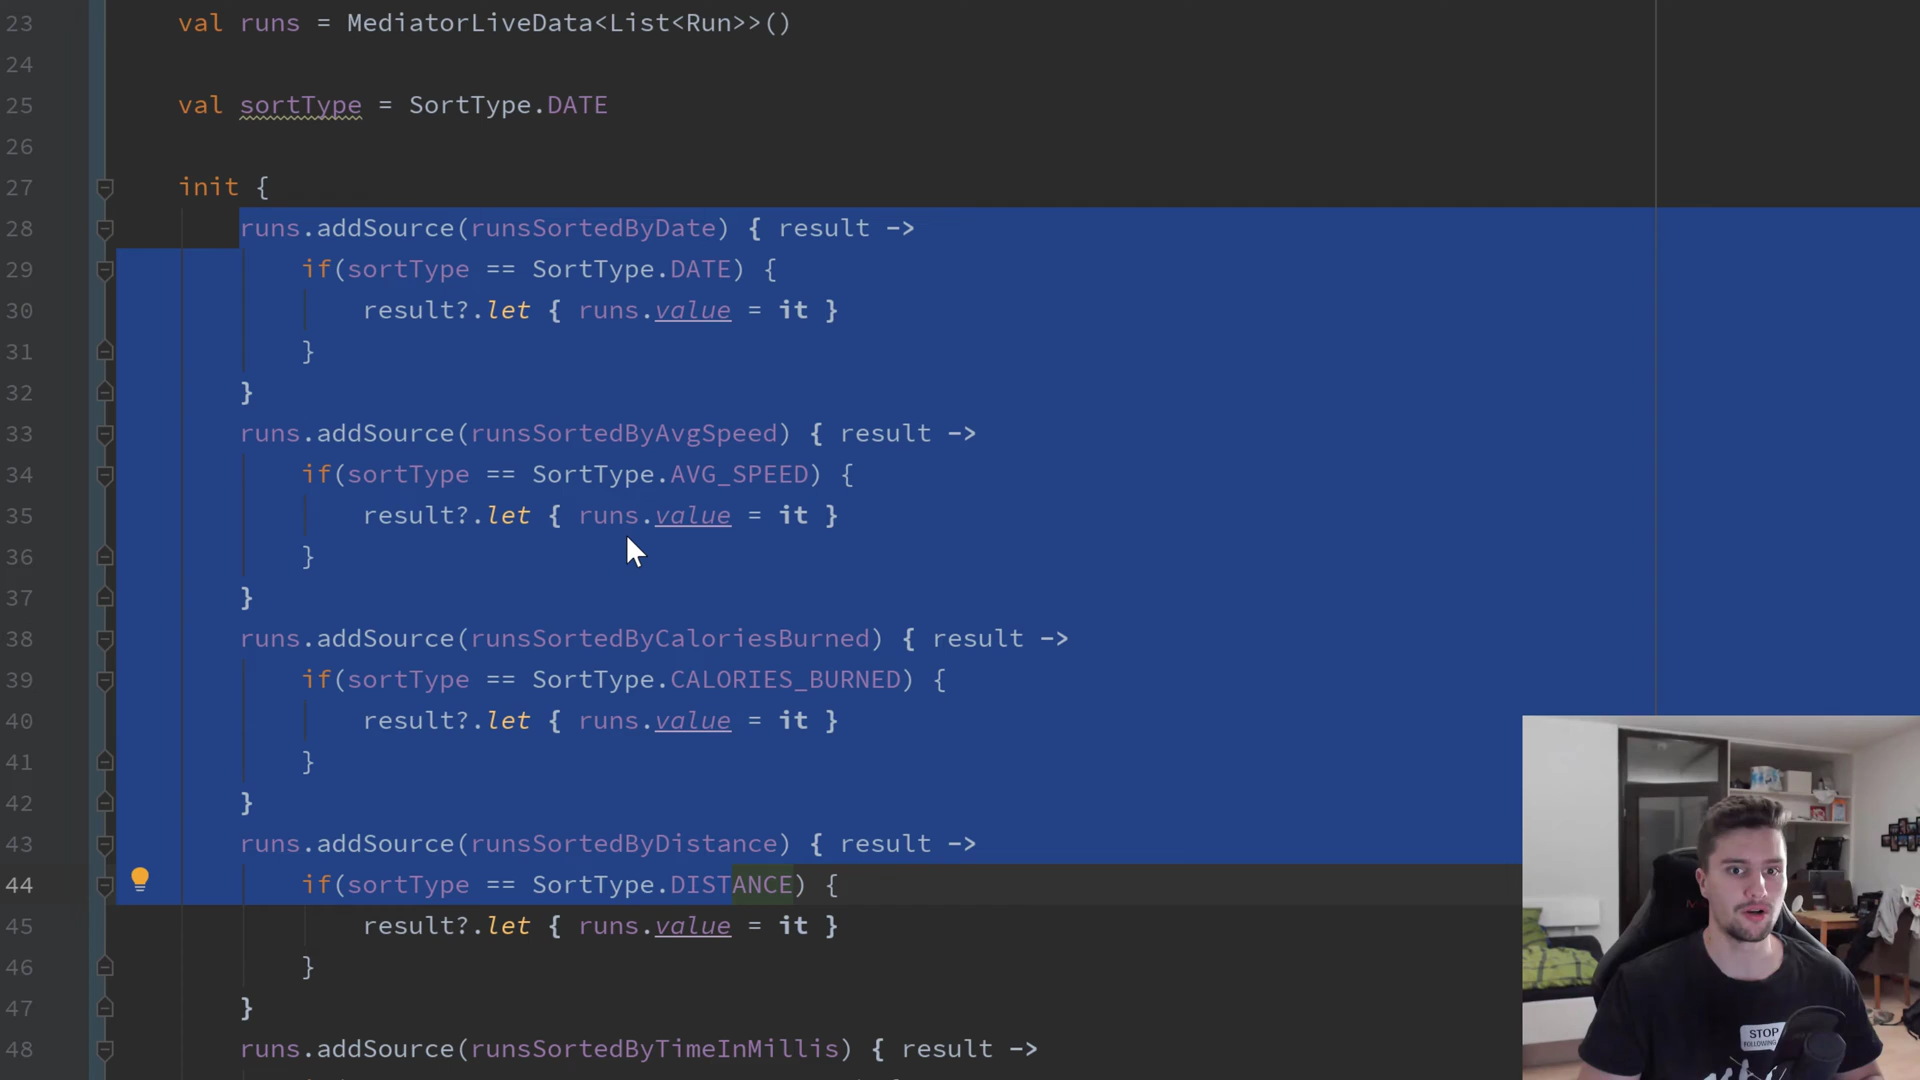 23 val runs = MediatorLiveData<List<Run>>()
24
25 val sortType = SortType.DATE
26
27 init {
28 runs.addSource(runsSortedByDate) { result ->
29 if(sortType == SortType.DATE) {
30 result?.let { runs.value = it }
31 }
32 }
33 runs.addSource(runsSortedByAvgSpeed) { result ->
34 if(sortType == SortType.AVG_SPEED) {
35 result?.let { runs.value = it }
36 }
37 }
38 runs.addSource(runsSortedByCaloriesBurned) { result ->
39 if(sortType == SortType.CALORIES_BURNED) {
40 result?.let { runs.value = it }
41 }
42 }
43 runs.addSource(runsSortedByDistance) { result ->
44 if(sortType == SortType.DISTANCE) {
45 result?.let { runs.value = it }
46 }
47 }
48 runs.addSource(runsSortedByTimeInMillis) { result ->
STOP
FOLLOWING